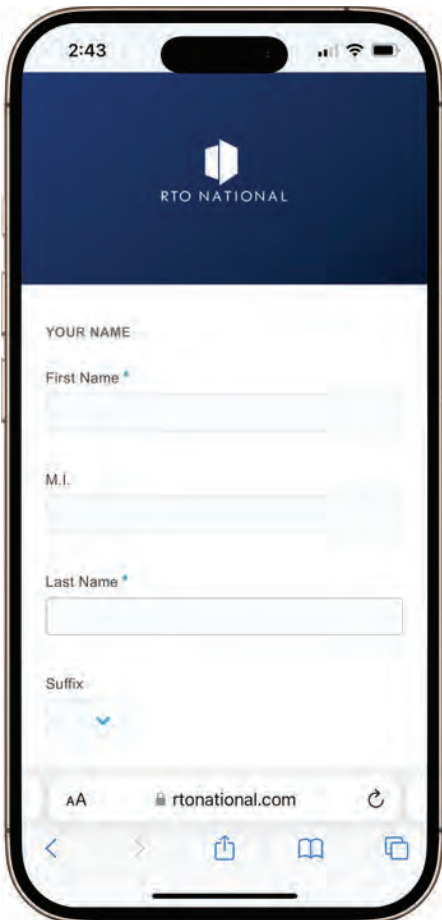 2:43
RTO NATIONAL
YOUR NAME
First Name *
M.I.
Last Name *
Suffix
AA rtonational.com